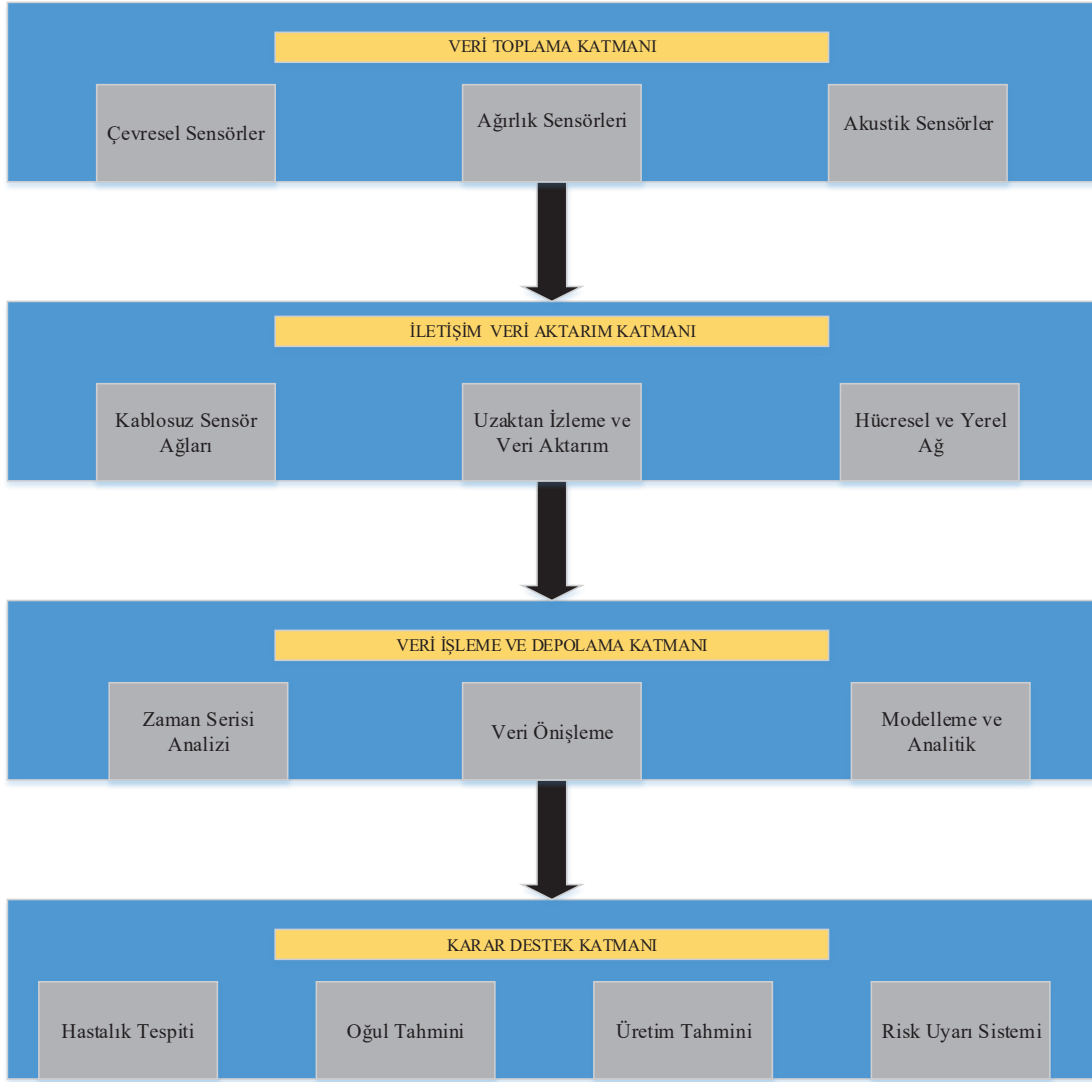 VERİ TOPLAMA KATMANI
Çevresel Sensörler
Ağırlık Sensörleri
Akustik Sensörler
İLETİŞİM VERİ AKTARIM KATMANI
Kablosuz Sensör
Ağları
Uzaktan İzleme ve
Veri Aktarım
Hücresel ve Yerel
Ağ
VERİ İŞLEME VE DEPOLAMA KATMANI
Zaman Serisi
Analizi
Veri Önişleme
Modelleme ve
Analitik
KARAR DESTEK KATMANI
Hastalık Tespiti
Oğul Tahmini
Üretim Tahmini
Risk Uyarı Sistemi